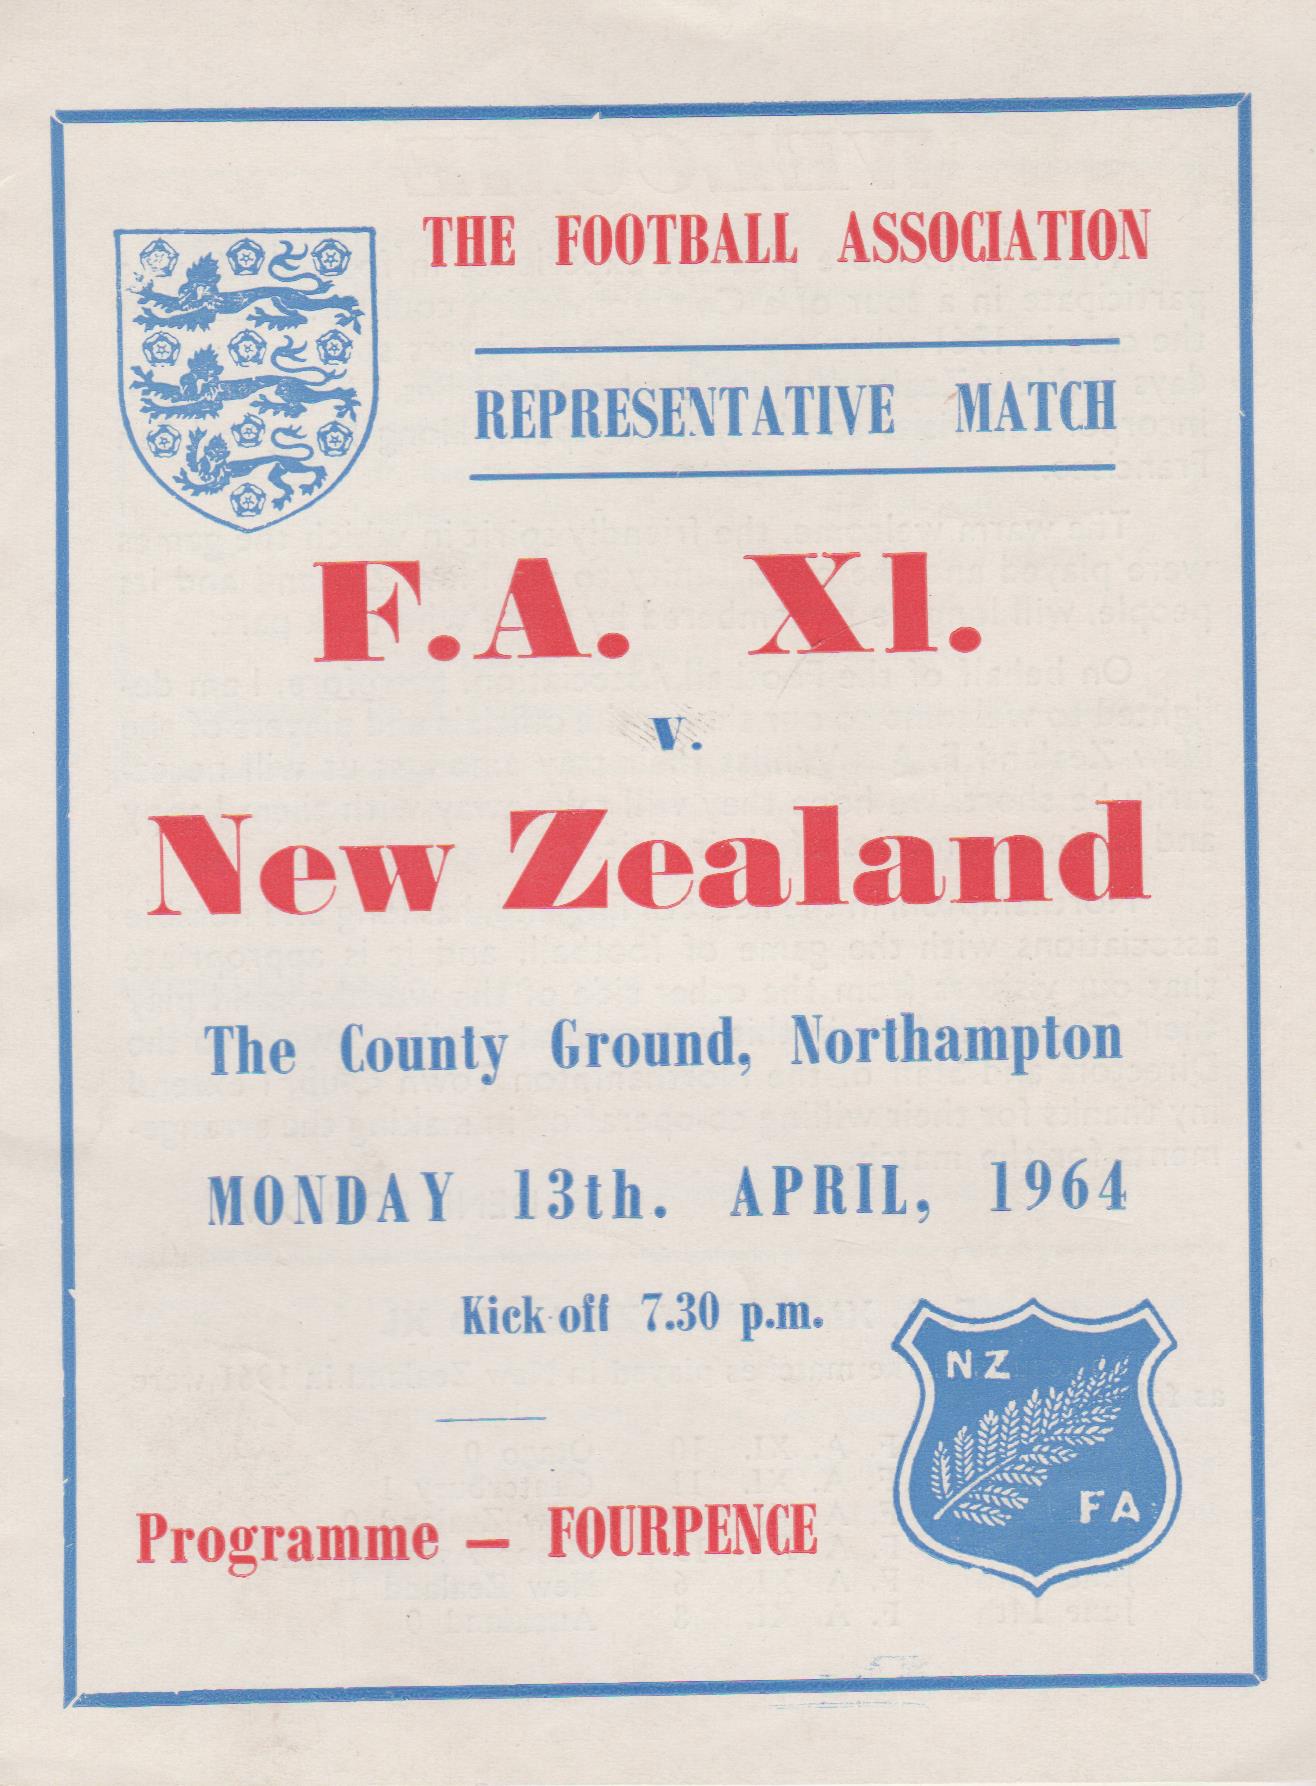 THE FOOTBALL ASSOCIATION
REPRESENTATIVE MATCH
F.A. XI.
v.
New Zealand
The County Ground, Northampton
MONDAY 13th. APRIL, 1964
Kick-off 7.30 p.m.
NZ
FA
Programme — FOURPENCE